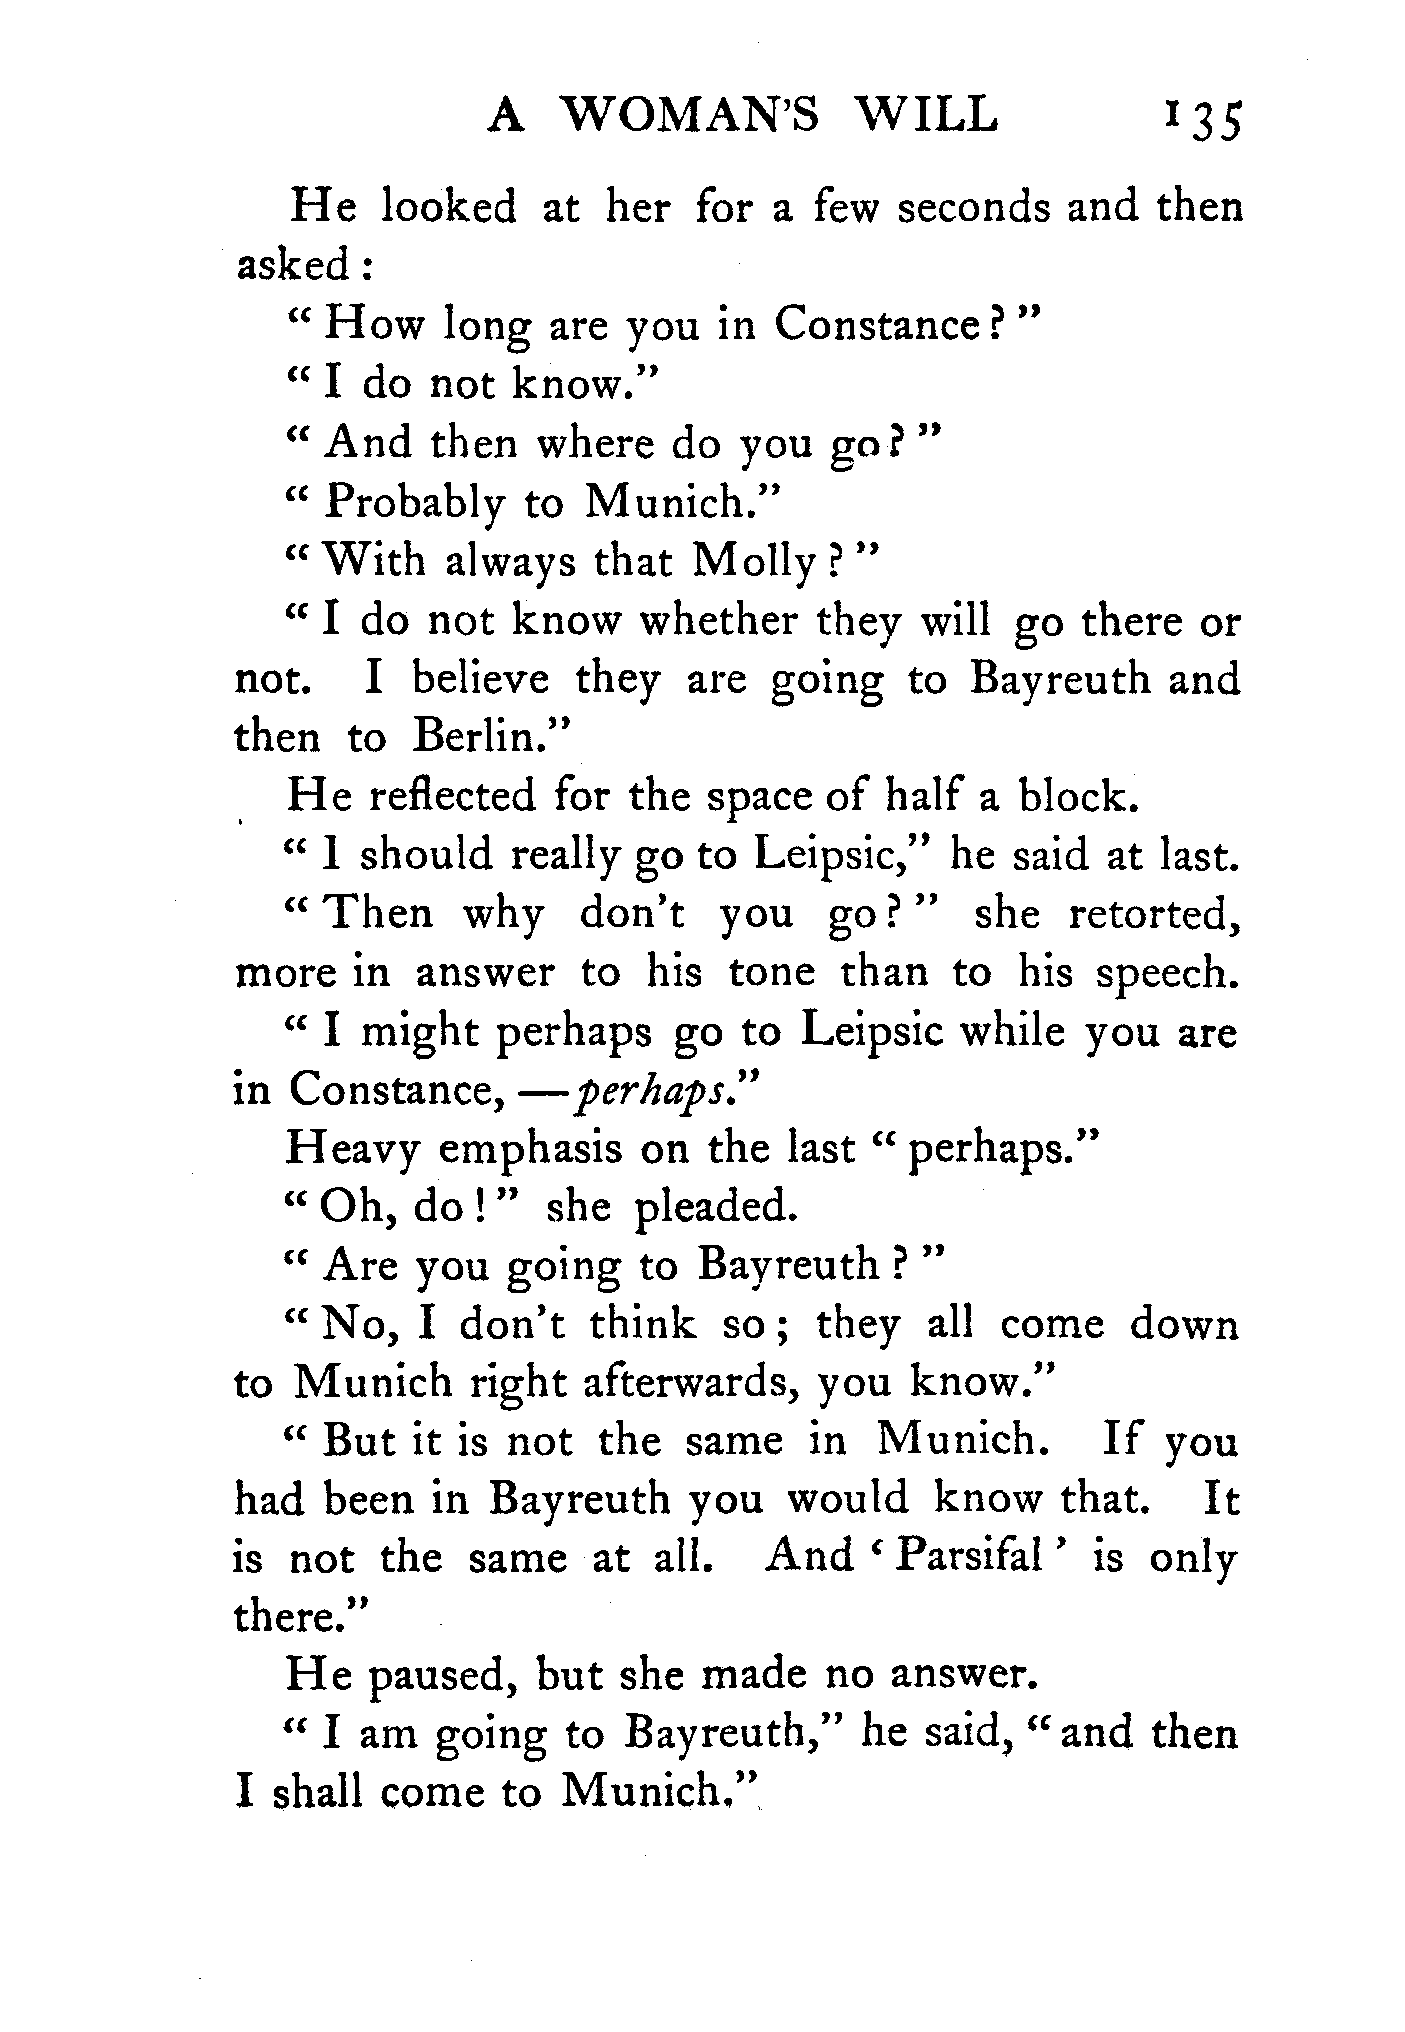 A WOMAN'S WILL 135
He looked at her for a few seconds and then
asked :
“ How long are you in Constance ? ”
“ I do not know.”
“ And then where do you go ? ”
“ Probably to Munich.”
“ With always that Molly ? ”
“ I do not know whether they will go there or
not. I believe they are going to Bayreuth and
then to Berlin.”
He reflected for the space of half a block.
“ I should really go to Leipsic,” he said at last.
“ Then why don't you go ? ” she retorted,
more in answer to his tone than to his speech.
“ I might perhaps go to Leipsic while you are
in Constance, — perhaps.”
Heavy emphasis on the last “ perhaps.”
“ Oh, do ! ” she pleaded.
“ Are you going to Bayreuth ? ”
“ No, I don't think so ; they all come down
to Munich right afterwards, you know.”
“ But it is not the same in Munich. If you
had been in Bayreuth you would know that. It
is not the same at all. And ‘ Parsifal ’ is only
there.”
He paused, but she made no answer.
“ I am going to Bayreuth,” he said, “ and then
I shall come to Munich.”